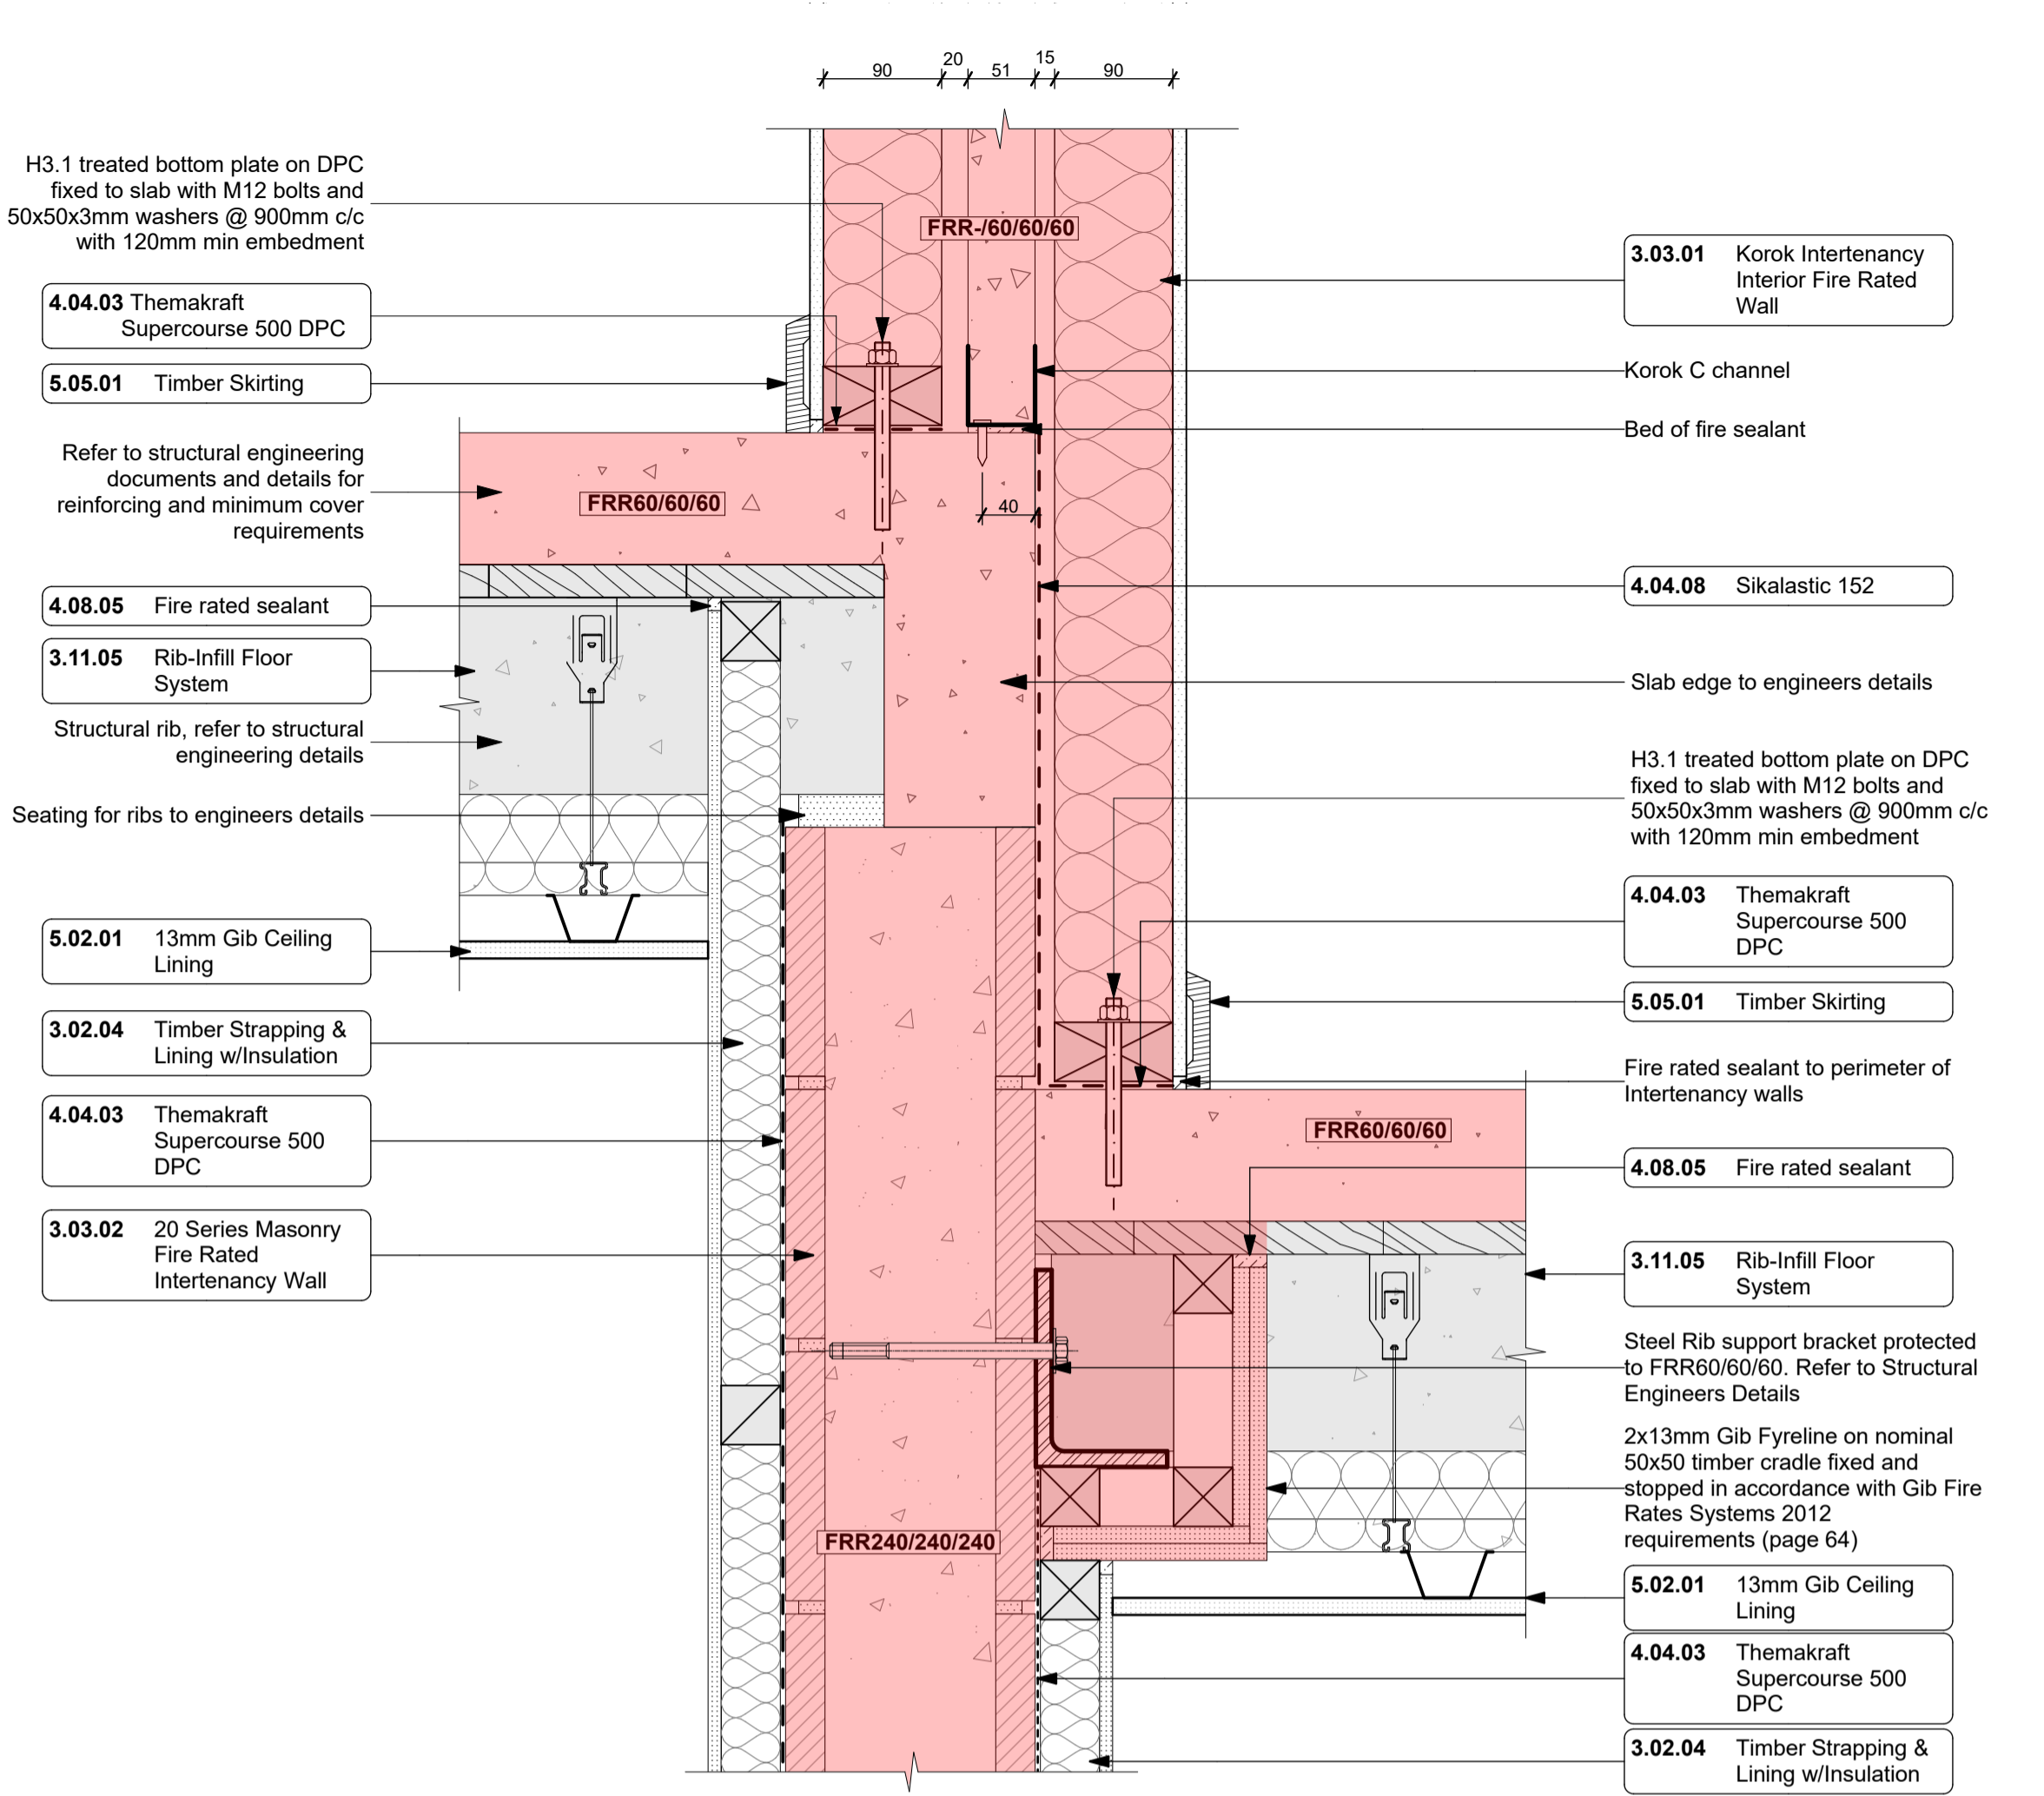 90 20 51 15 90
H3.1 treated bottom plate on DPC
fixed to slab with M12 bolts and
50x50x3mm washers @ 900mm c/c
with 120mm min embedment
4.04.03 Themakraft
Supercourse 500 DPC
5.05.01 Timber Skirting
Refer to structural engineering
documents and details for
reinforcing and minimum cover
requirements
4.08.05 Fire rated sealant
3.11.05 Rib-Infill Floor
System
Structural rib, refer to structural
engineering details
Seating for ribs to engineers details
5.02.01 13mm Gib Ceiling
Lining
3.02.04 Timber Strapping &
Lining w/Insulation
4.04.03 Themakraft
Supercourse 500
DPC
3.03.02 20 Series Masonry
Fire Rated
Intertenancy Wall
FRR-/60/60/60
FRR60/60/60
40
FRR60/60/60
FRR240/240/240
3.03.01 Korok Intertenancy
Interior Fire Rated
Wall
Korok C channel
Bed of fire sealant
4.04.08 Sikalastic 152
Slab edge to engineers details
H3.1 treated bottom plate on DPC
fixed to slab with M12 bolts and
50x50x3mm washers @ 900mm c/c
with 120mm min embedment
4.04.03 Themakraft
Supercourse 500
DPC
5.05.01 Timber Skirting
Fire rated sealant to perimeter of
Intertenancy walls
4.08.05 Fire rated sealant
3.11.05 Rib-Infill Floor
System
Steel Rib support bracket protected
to FRR60/60/60. Refer to Structural
Engineers Details
2x13mm Gib Fyreline on nominal
50x50 timber cradle fixed and
stopped in accordance with Gib Fire
Rates Systems 2012
requirements (page 64)
5.02.01 13mm Gib Ceiling
Lining
4.04.03 Themakraft
Supercourse 500
DPC
3.02.04 Timber Strapping &
Lining w/Insulation